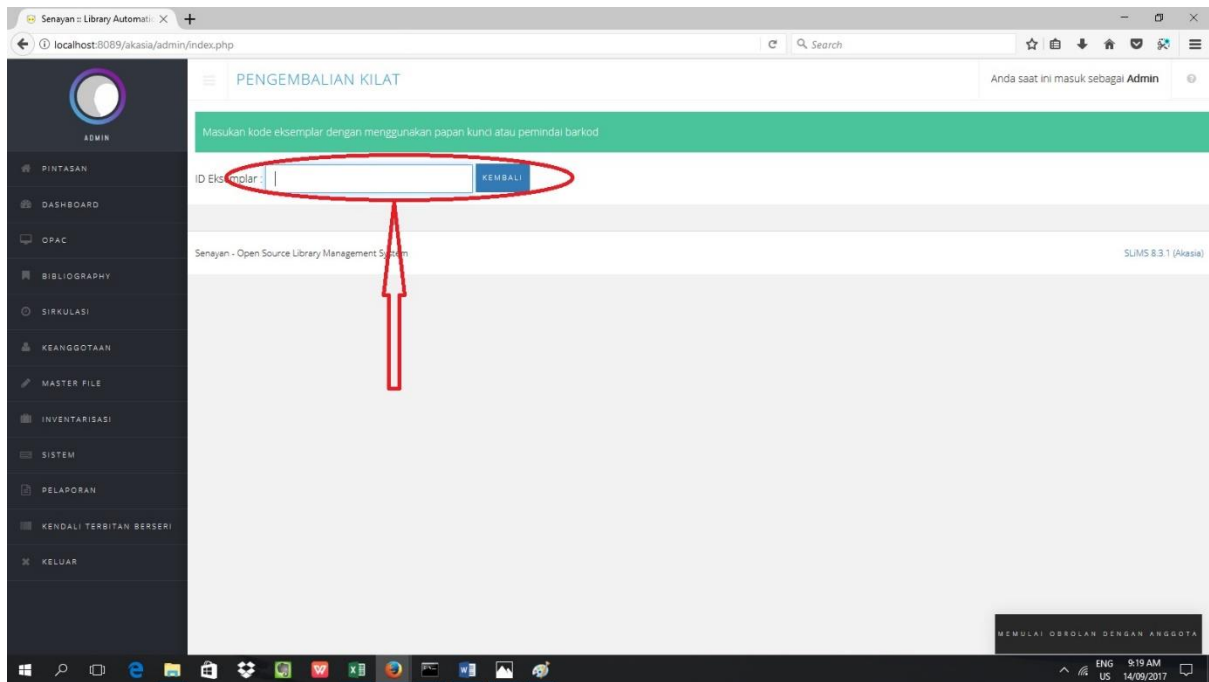 Senayan :: Library Automatio
localhost:8089/akasia/admin/index.php
Search
ADMIN
PENGEMBALIAN KILAT
Anda saat ini masuk sebagai Admin
Masukan kode eksemplar dengan menggunakan papan kunci atau pemindai barkod
ID Eksemplar :
KEMBALI
Senayan - Open Source Library Management System
SLiMS 8.3.1 (Akasia)
PINTASAN
DASHBOARD
OPAC
BIBLIOGRAPHY
SIRKULASI
KEANGGOTAAN
MASTER FILE
INVENTARISASI
SISTEM
PELAPORAN
KENDALI TERBITAN BERSERI
KELUAR
MEMULAI OBROLAN DENGAN ANGGOTA
ENG 9:19 AM
US 14/09/2017